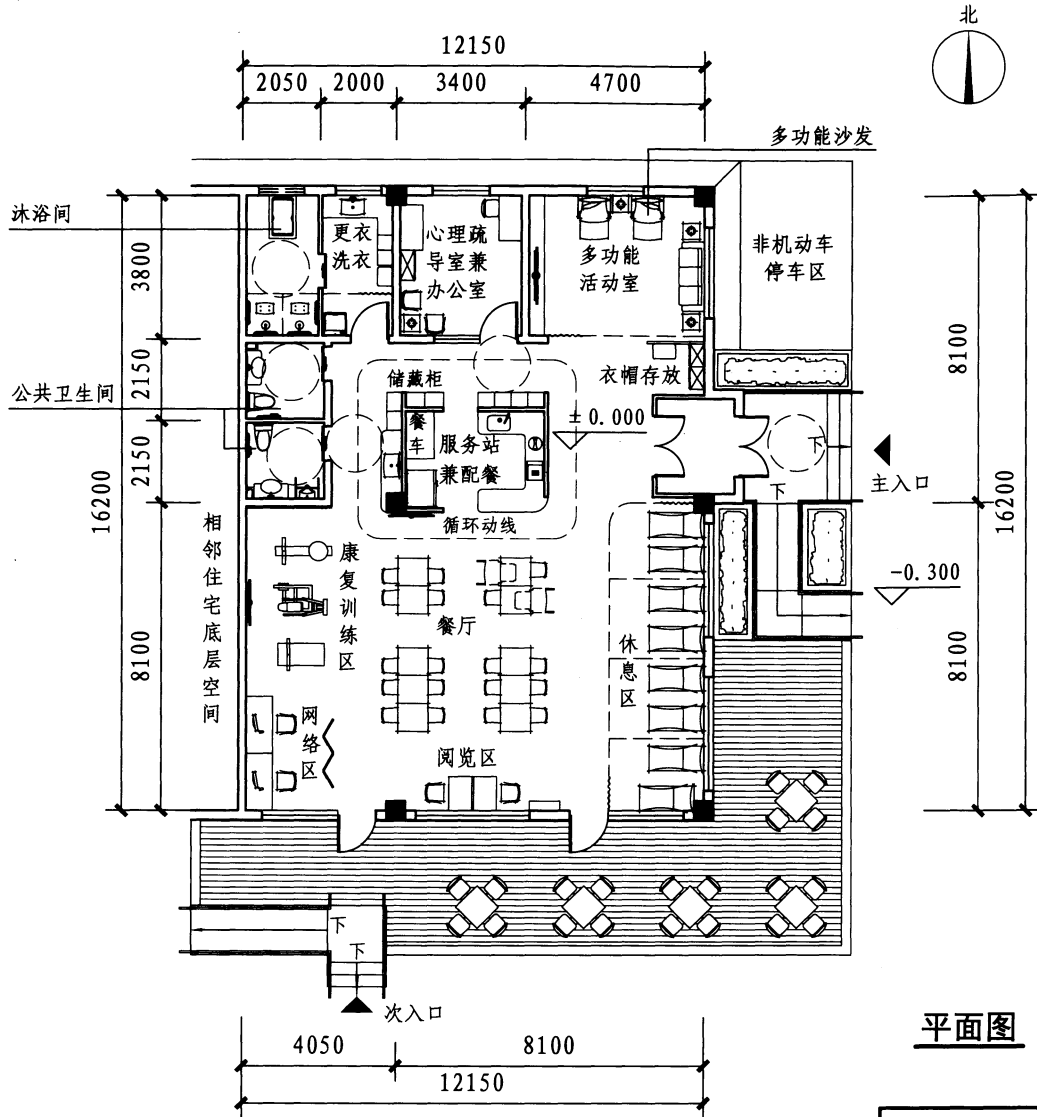 北
12150
2050
2000
3400
4700
多功能沙发
沐浴间
更衣
洗衣
心理疏
导室兼
办公室
多功能
活动室
非机动车
停车区
3800
8100
2150
公共卫生间
储藏柜
衣帽存放
±0.000
餐车
服务站
兼配餐
下
主入口
2150
16200
16200
下
循环动线
相邻住宅底层空间
康复训练区
-0.300
餐厅
休息区
8100
8100
网络区
阅览区
下
下
次入口
平面图
4050
8100
12150